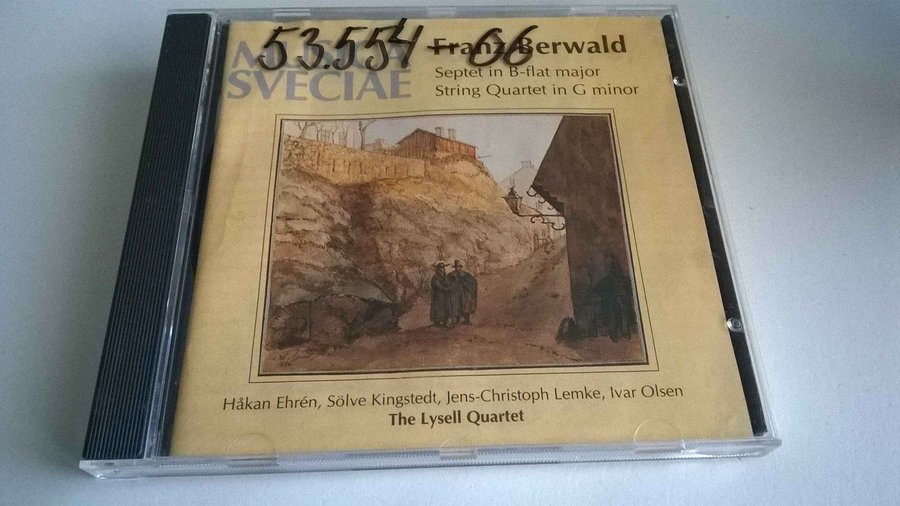 53.554-66
MUSICA
SVECIAE
Franz Berwald
Septet in B-flat major
String Quartet in G minor
Håkan Ehrén, Sölve Kingstedt, Jens-Christoph Lemke, Ivar Olsen
The Lysell Quartet